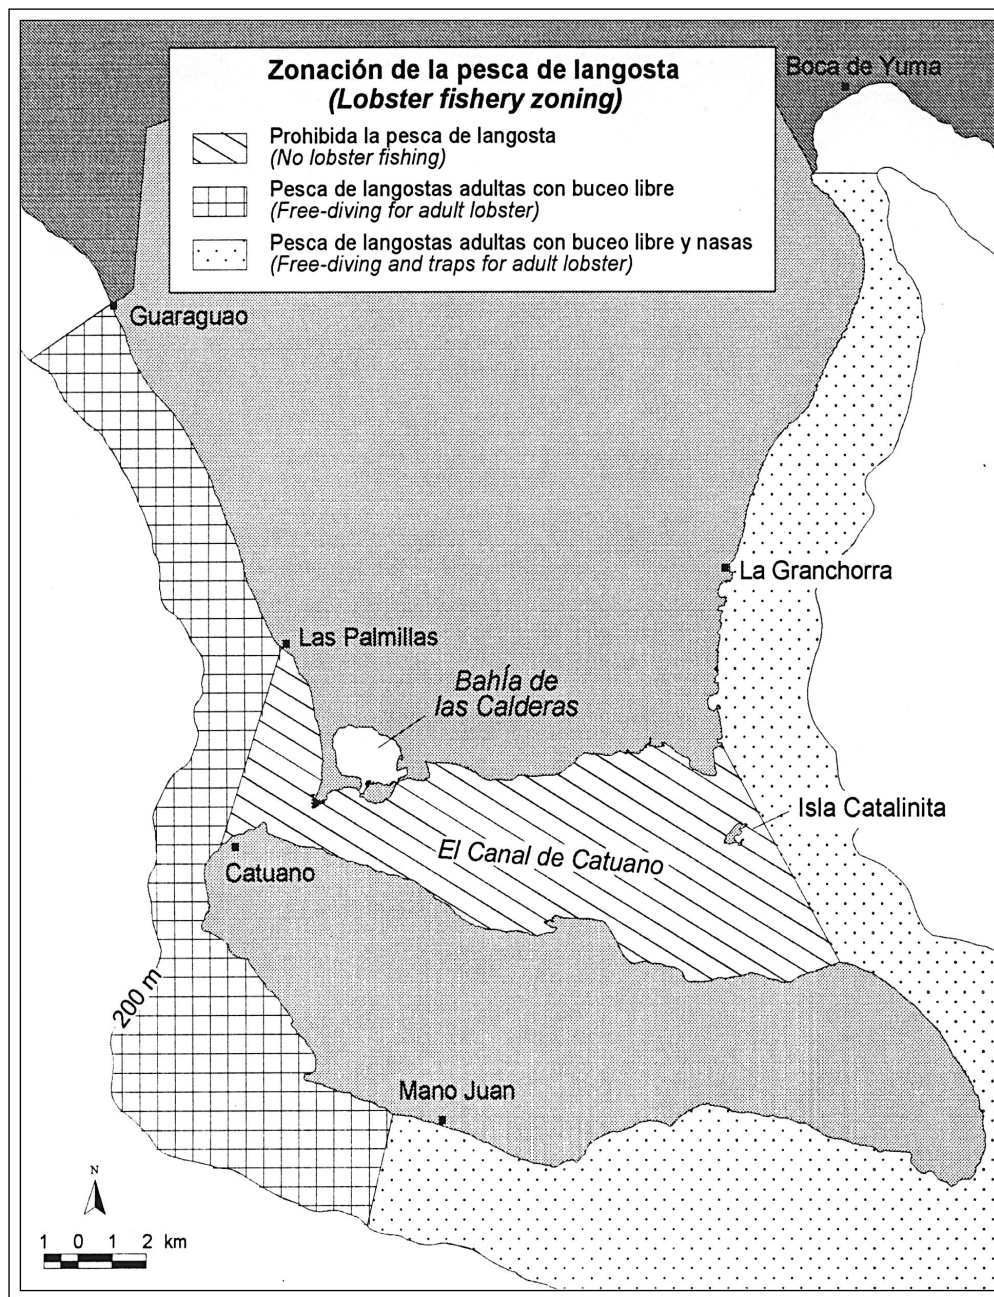 Zonación de la pesca de langosta
(Lobster fishery zoning)
Prohibida la pesca de langosta
(No lobster fishing)
Pesca de langostas adultas con buceo libre
(Free-diving for adult lobster)
Pesca de langostas adultas con buceo libre y nasas
(Free-diving and traps for adult lobster)
Boca de Yuma
Guaraguao
La Granchorra
Las Palmillas
Bahía de
las Calderas
Isla Catalinita
El Canal de Catuano
Catuano
200 m
Mano Juan
N
1 0 1 2 km